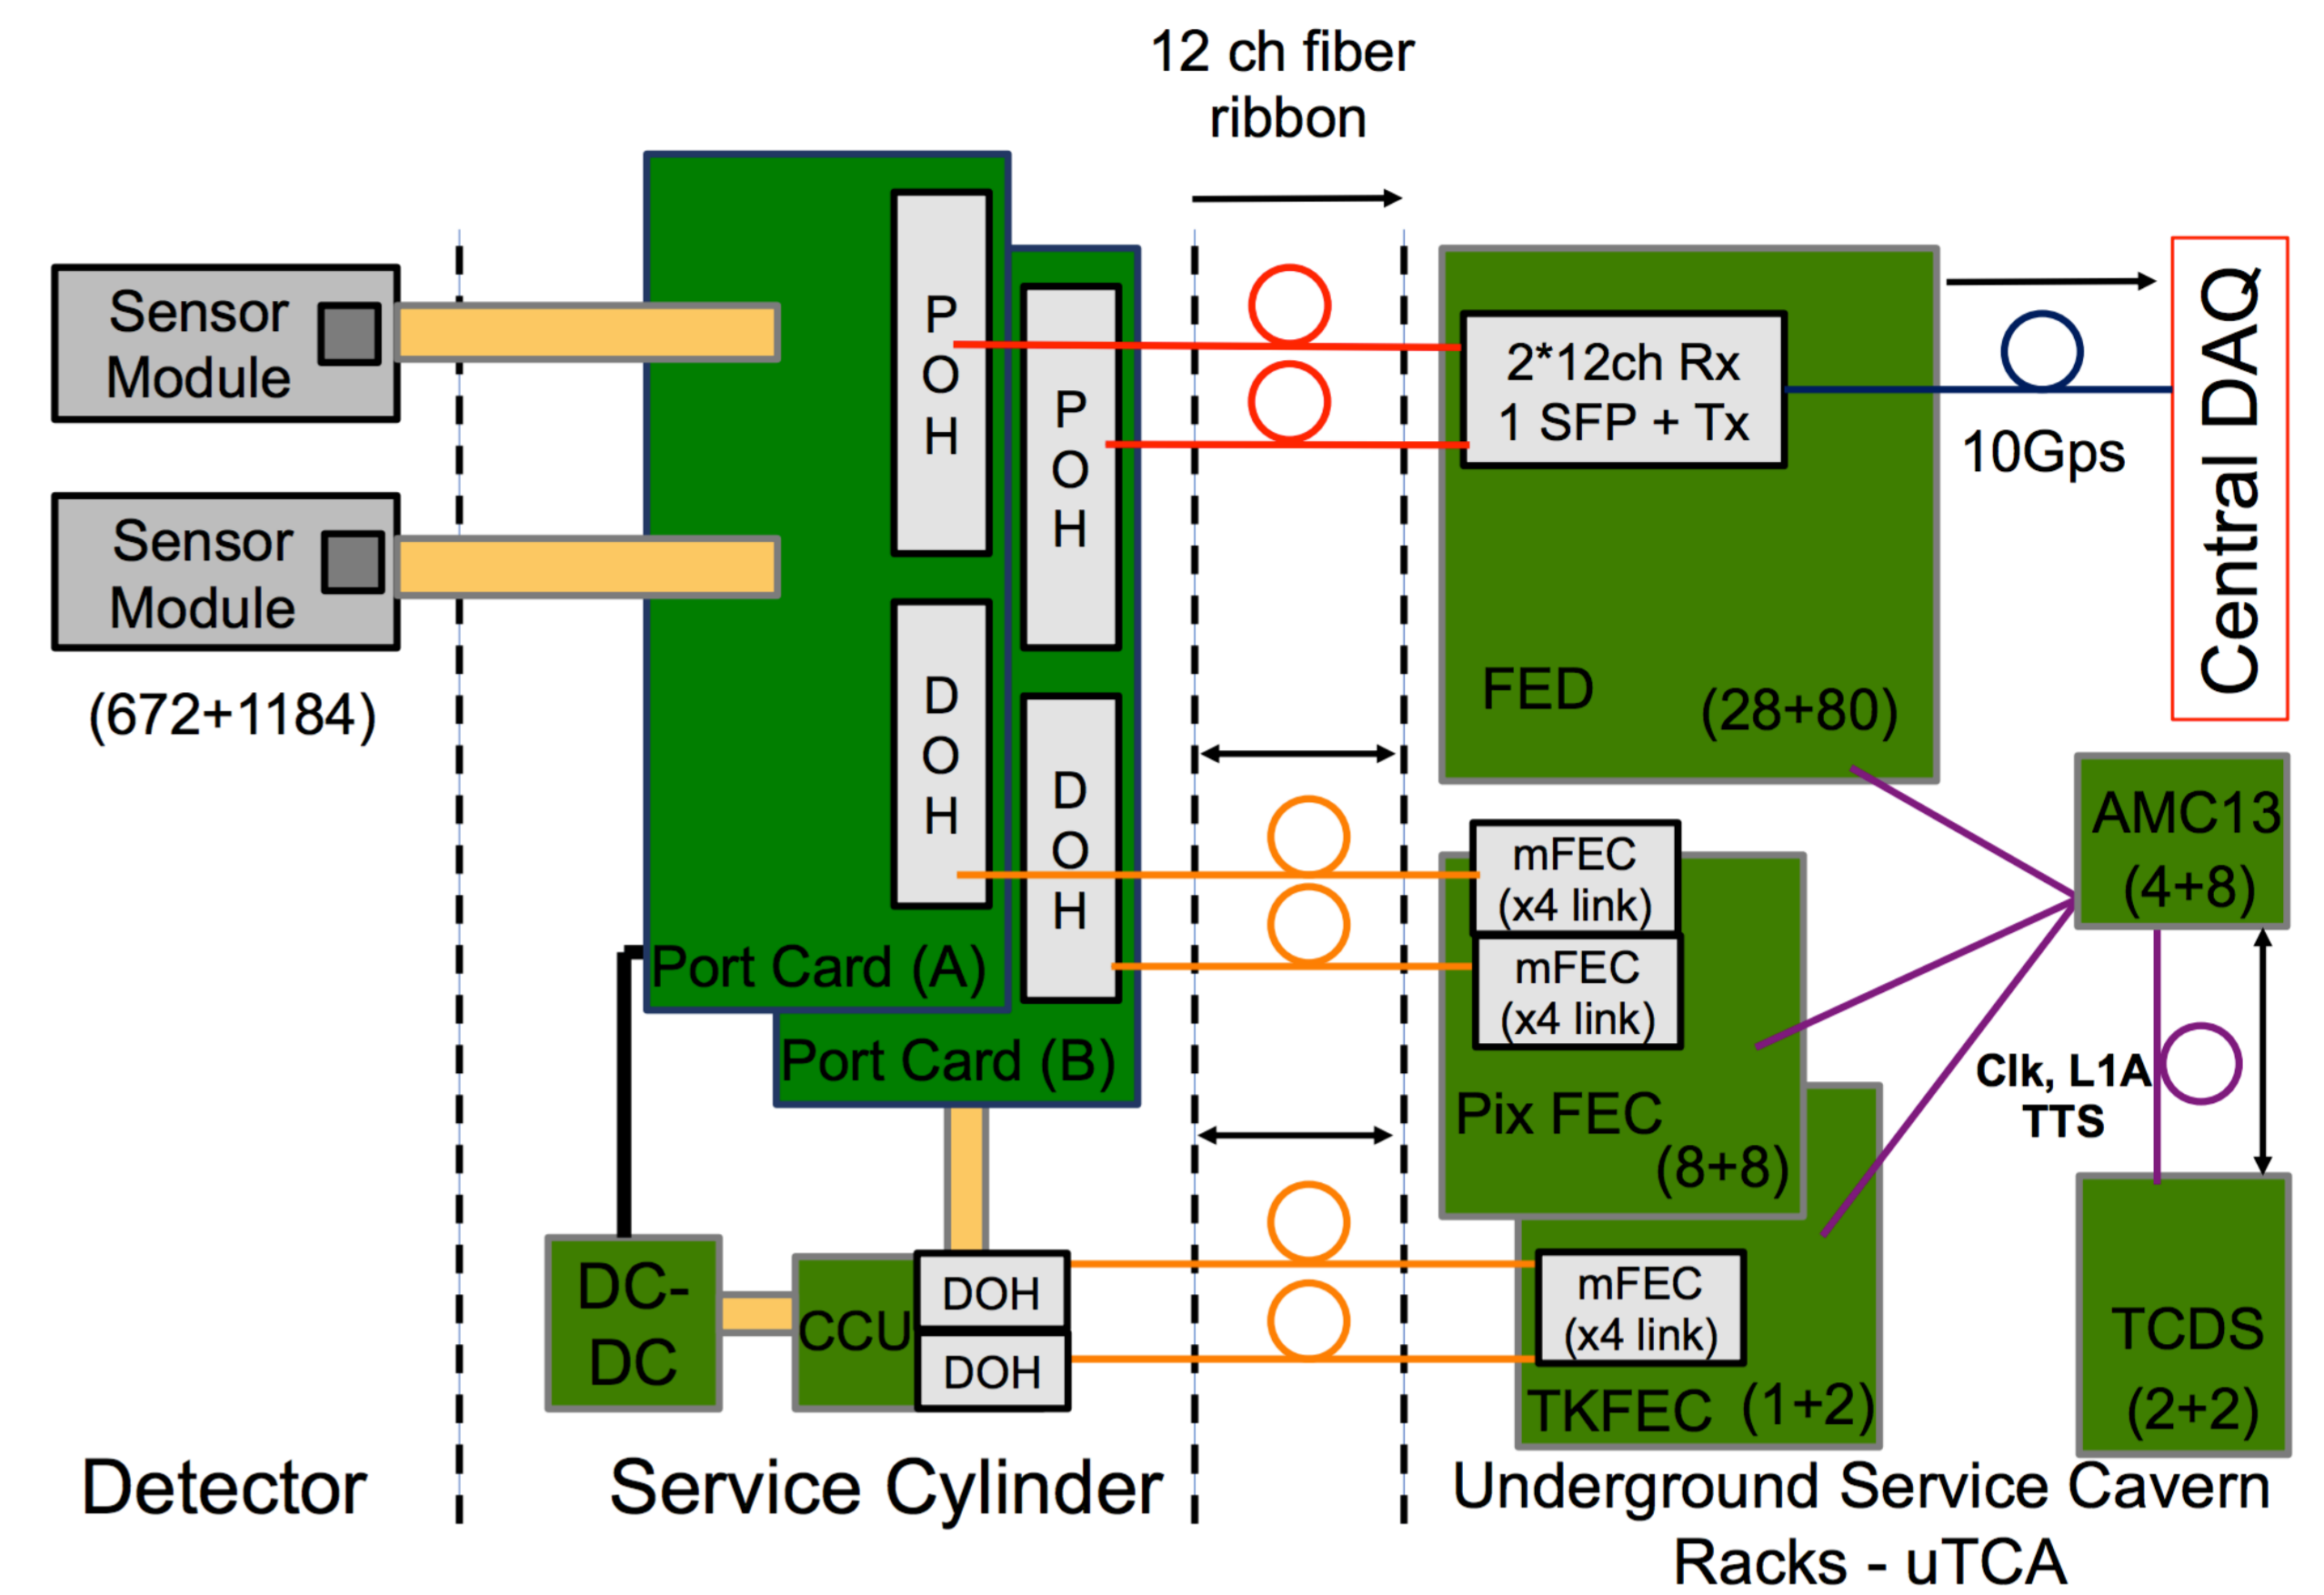 12 ch fiber
ribbon
Sensor
Module
Sensor
Module
(672+1184)
P
O
H
P
O
H
D
O
H
D
O
H
Port Card (A)
Port Card (B)
DC-
DC
CCU
DOH
DOH
2*12ch Rx
1 SFP + Tx
FED
(28+80)
10Gps
Central DAQ
mFEC
(x4 link)
mFEC
(x4 link)
Pix FEC
(8+8)
mFEC
(x4 link)
TKFEC (1+2)
AMC13
(4+8)
Clk, L1A
TTS
TCDS
(2+2)
Detector
Service Cylinder
Underground Service Cavern
Racks - uTCA